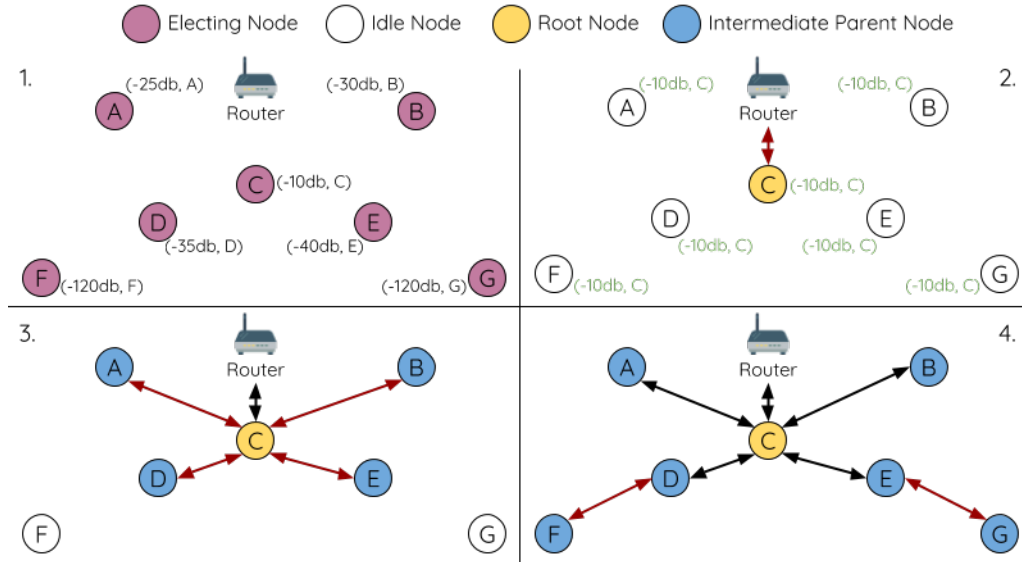 Electing Node Idle Node Root Node Intermediate Parent Node
1.
(-25db, A)
A
Router
(-30db, B)
B
C
(-10db, C)
D
(-35db, D)
E
(-40db, E)
F
(-120db, F)
G
(-120db, G)
2.
(-10db, C)
A
Router
(-10db, C)
B
C
(-10db, C)
D
(-10db, C)
E
(-10db, C)
F
(-10db, C)
G
(-10db, C)
3.
A
Router
B
C
D
E
F
G
4.
A
Router
B
C
D
E
F
G